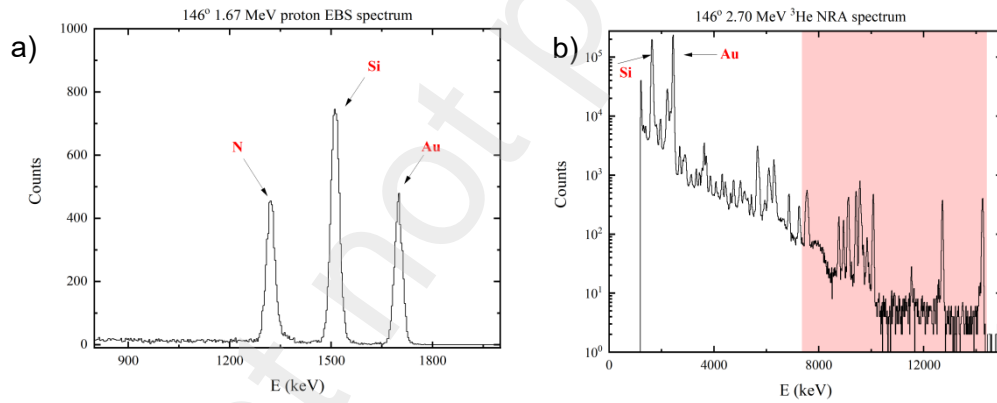 146° 1.67 MeV proton EBS spectrum
a)
1000
800
600
400
200
0
Counts
N
Si
Au
900 1200 1500 1800
E (keV)
146° 2.70 MeV ³He NRA spectrum
b)
10⁵
10⁴
10³
10²
10¹
10⁰
Counts
Si
Au
0 4000 8000 12000
E (keV)